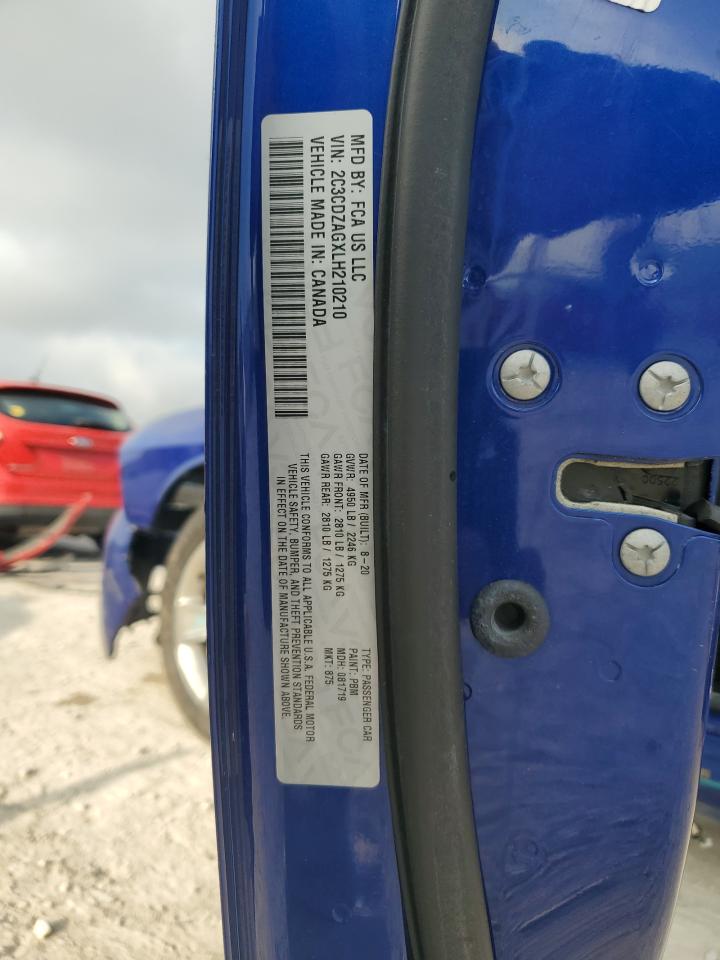 MFD BY: FCA US LLC
VIN: 2C3CDZAGXLH210210
VEHICLE MADE IN: CANADA
DATE OF MFR (BUILT): 8-20
GVWR: 4950 LB / 2246 KG
GAWR FRONT: 2810 LB / 1275 KG
GAWR REAR: 2810 LB / 1275 KG
TYPE: PASSENGER CAR
PAINT: PBM
MDH: 081719
MKT: 875
THIS VEHICLE CONFORMS TO ALL APPLICABLE U.S.A. FEDERAL MOTOR
VEHICLE SAFETY, BUMPER, AND THEFT PREVENTION STANDARDS
IN EFFECT ON THE DATE OF MANUFACTURE SHOWN ABOVE.